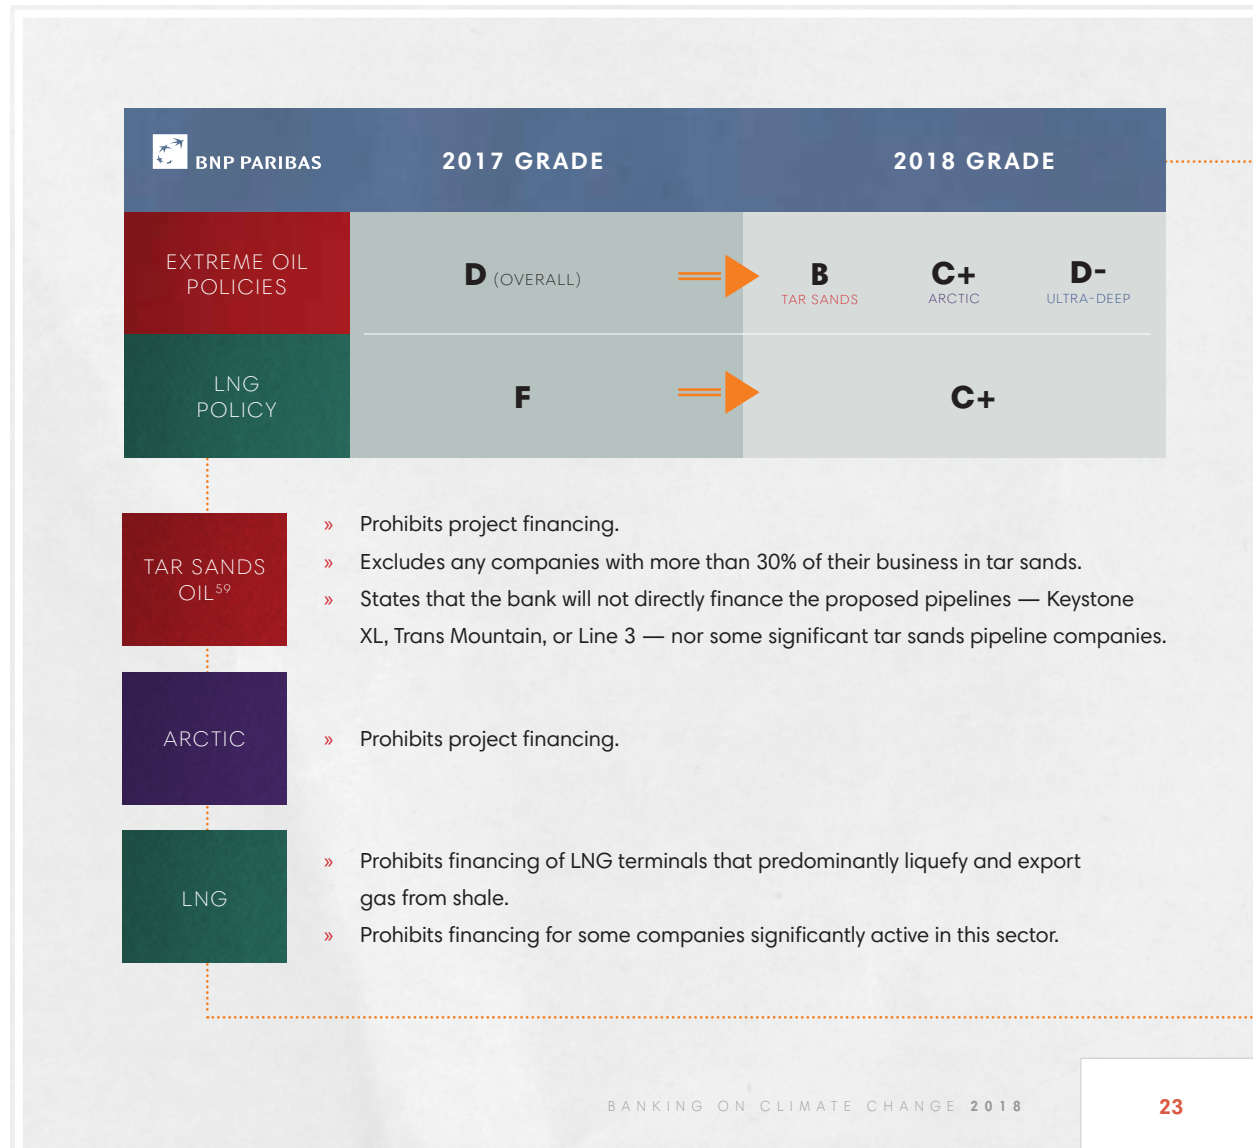 BNP PARIBAS
2017 GRADE
2018 GRADE
EXTREME OIL
POLICIES
D (OVERALL)
B
TAR SANDS
C+
ARCTIC
D-
ULTRA-DEEP
LNG
POLICY
F
C+
TAR SANDS
OIL59
» Prohibits project financing.
» Excludes any companies with more than 30% of their business in tar sands.
» States that the bank will not directly finance the proposed pipelines — Keystone
XL, Trans Mountain, or Line 3 — nor some significant tar sands pipeline companies.
ARCTIC
» Prohibits project financing.
LNG
» Prohibits financing of LNG terminals that predominantly liquefy and export
gas from shale.
» Prohibits financing for some companies significantly active in this sector.
BANKING ON CLIMATE CHANGE 2018
23